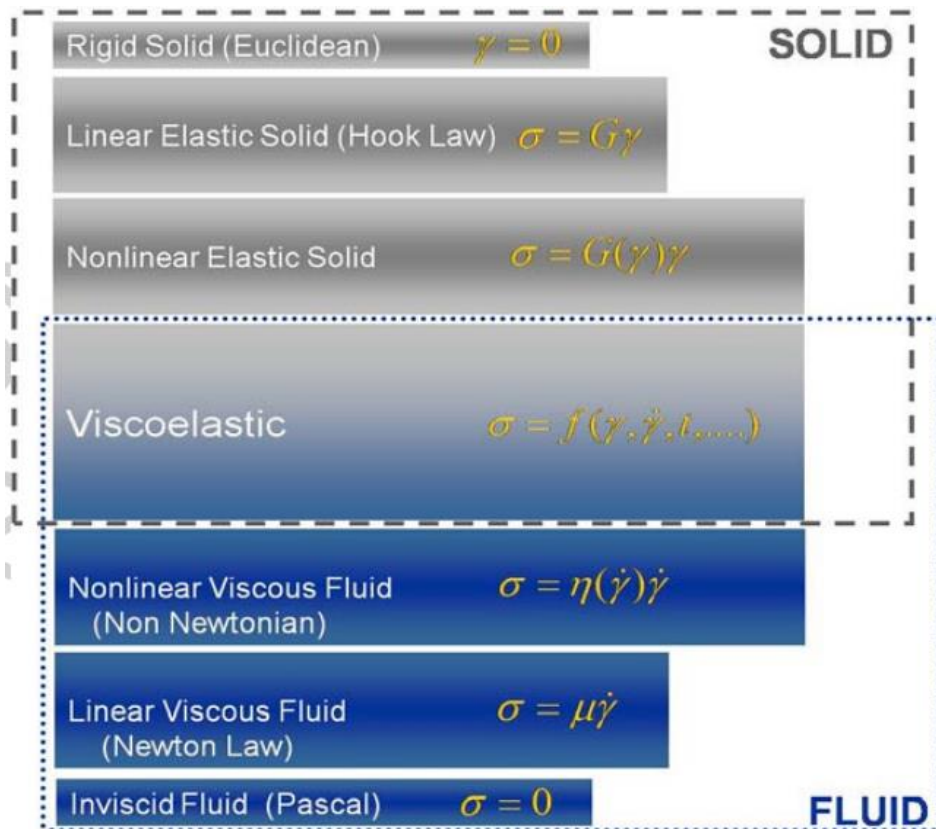 Rigid Solid (Euclidean) γ = 0
SOLID
Linear Elastic Solid (Hook Law) σ = Gγ
Nonlinear Elastic Solid σ = G(γ)γ
Viscoelastic σ = f(γ,γ̇,t,....)
Nonlinear Viscous Fluid σ = η(γ̇)γ̇
(Non Newtonian)
Linear Viscous Fluid σ = μγ̇
(Newton Law)
Inviscid Fluid (Pascal) σ = 0
FLUID